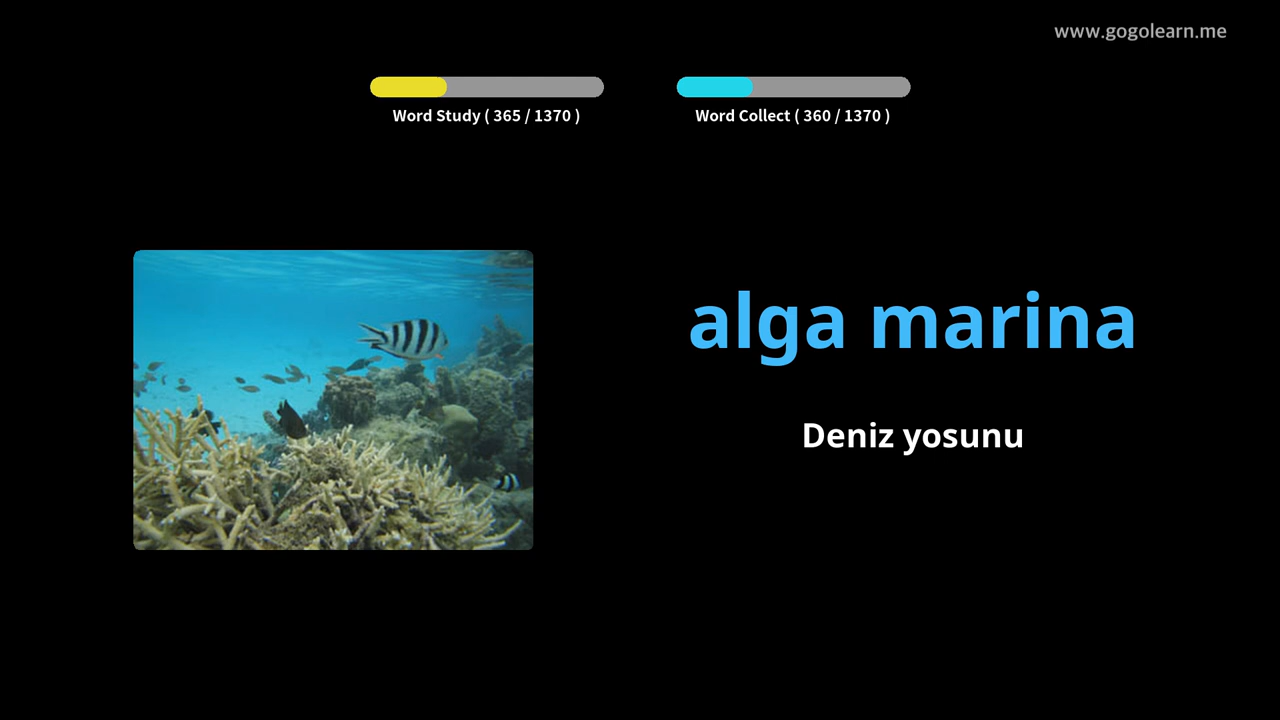 www.gogolearn.me
Word Study ( 365 / 1370 )
Word Collect ( 360 / 1370 )
alga marina
Deniz yosunu